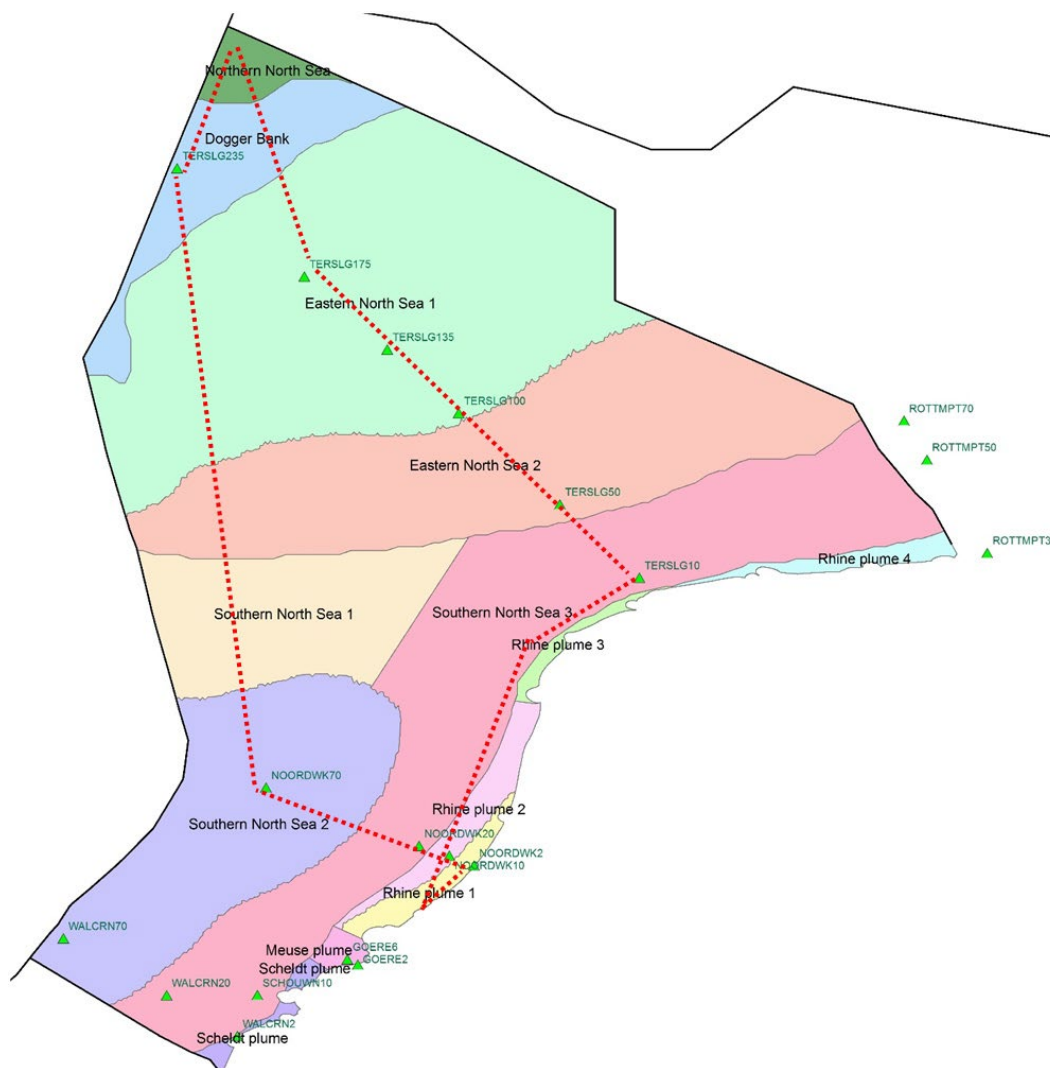 Northern North Sea
Dogger Bank
TERSLG235
TERSLG175
Eastern North Sea 1
TERSLG135
TERSLG100
ROTTMPT70
Eastern North Sea 2
ROTTMPT50
TERSLG50
ROTTMPT3
Rhine plume 4
TERSLG10
Southern North Sea 1
Southern North Sea 3
Rhine plume 3
NOORDWK70
Rhine plume 2
Southern North Sea 2
NOORDWK20
NOORDWK2
NOORDWK10
Rhine plume 1
WALCRN70
Meuse plume
GOERE6
GOERE2
Scheldt plume
WALCRN20
SCHOUWN10
WALCRN2
Scheldt plume